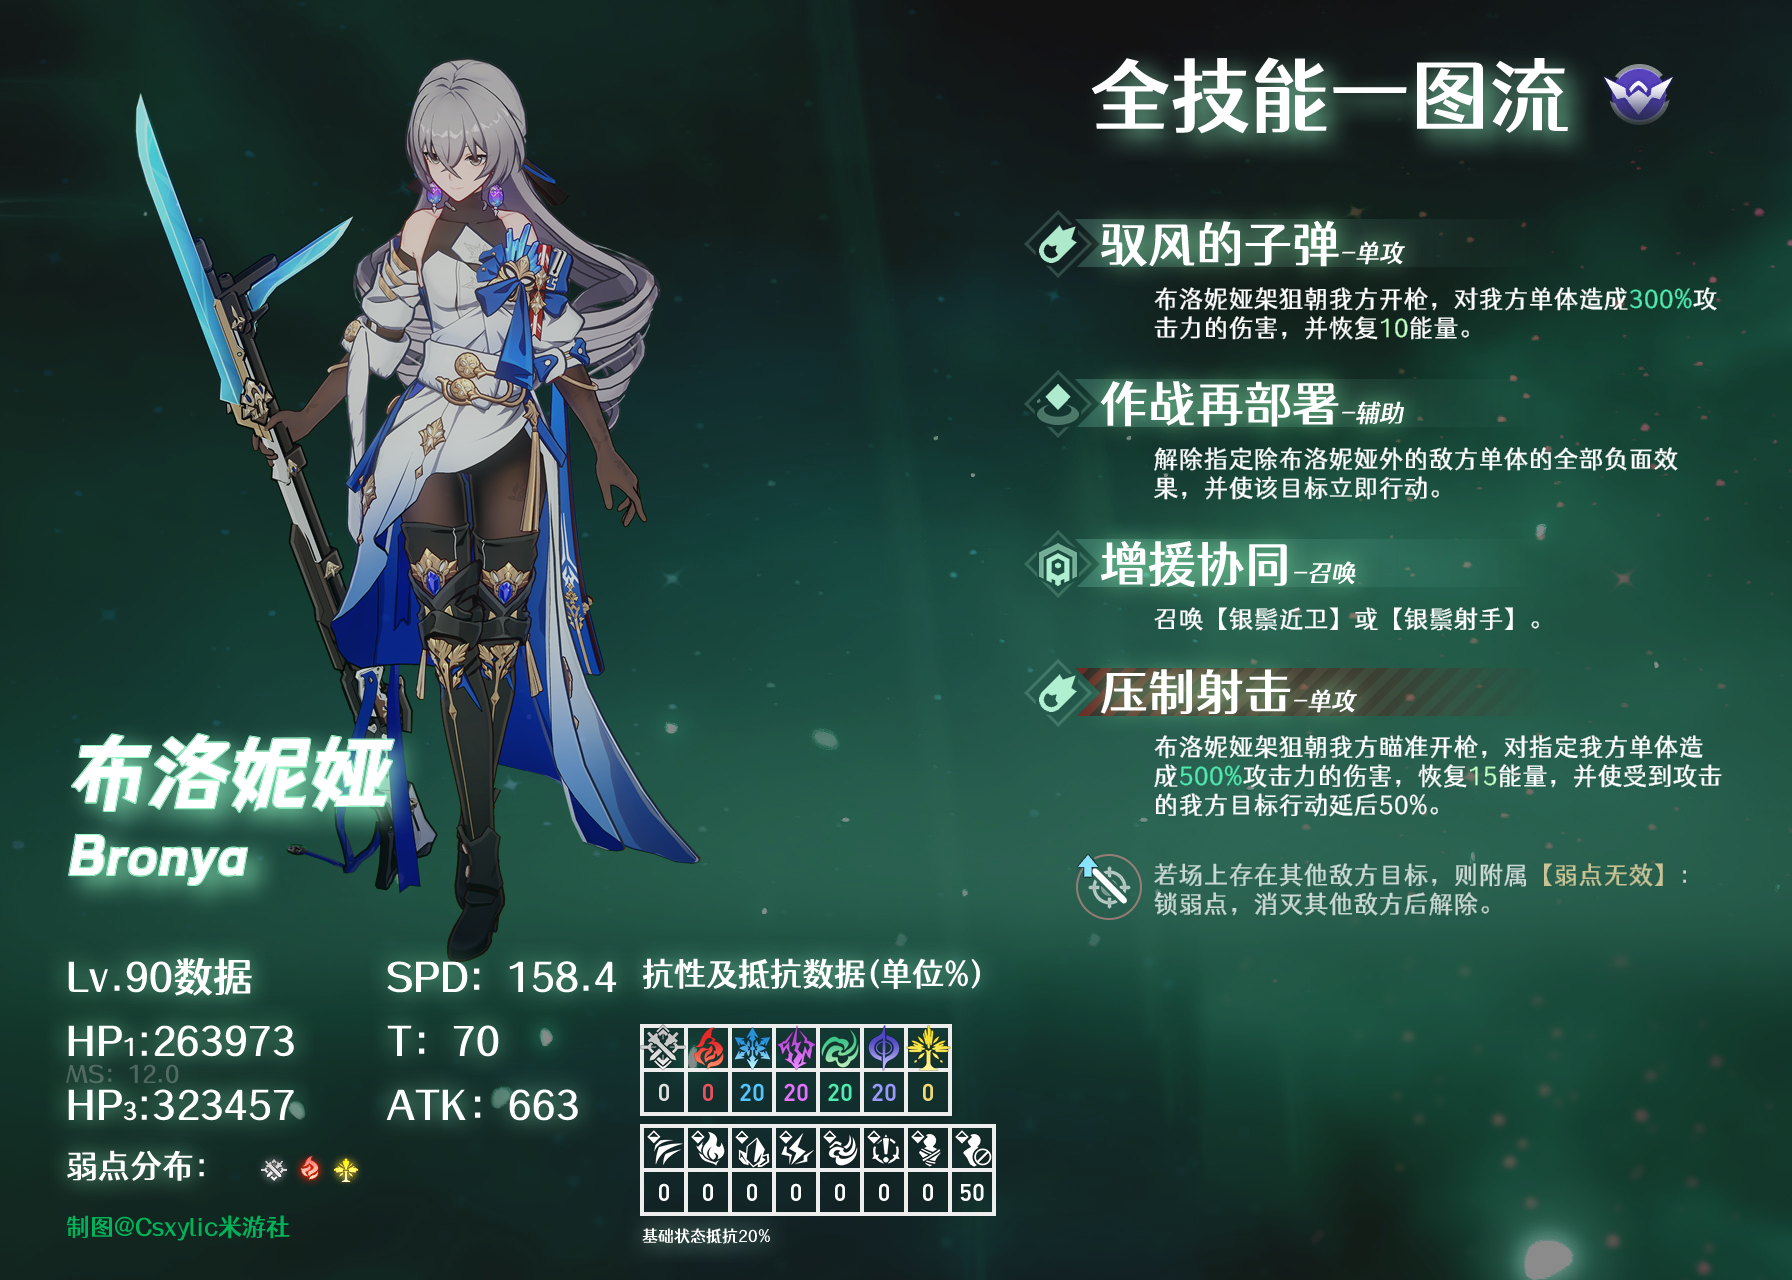 全技能一图流
驭风的子弹-单攻
布洛妮娅架狙朝我方开枪，对我方单体造成300%攻
击力的伤害，并恢复10能量。
作战再部署-辅助
解除指定除布洛妮娅外的敌方单体的全部负面效
果，并使该目标立即行动。
增援协同-召唤
召唤【银鬃近卫】或【银鬃射手】。
压制射击-单攻
布洛妮娅架狙朝我方瞄准开枪，对指定我方单体造
成500%攻击力的伤害，恢复15能量，并使受到攻击
的我方目标行动延后50%。
若场上存在其他敌方目标，则附属【弱点无效】：
锁弱点，消灭其他敌方后解除。
布洛妮娅
Bronya
Lv.90数据 SPD：158.4
HP1:263973 T：70
MS：12.0
HP3:323457 ATK：663
弱点分布：
制图@Csxylic米游社
抗性及抵抗数据(单位%)
0 0 20 20 20 20 0
0 0 0 0 0 0 0 50
基础状态抵抗20%